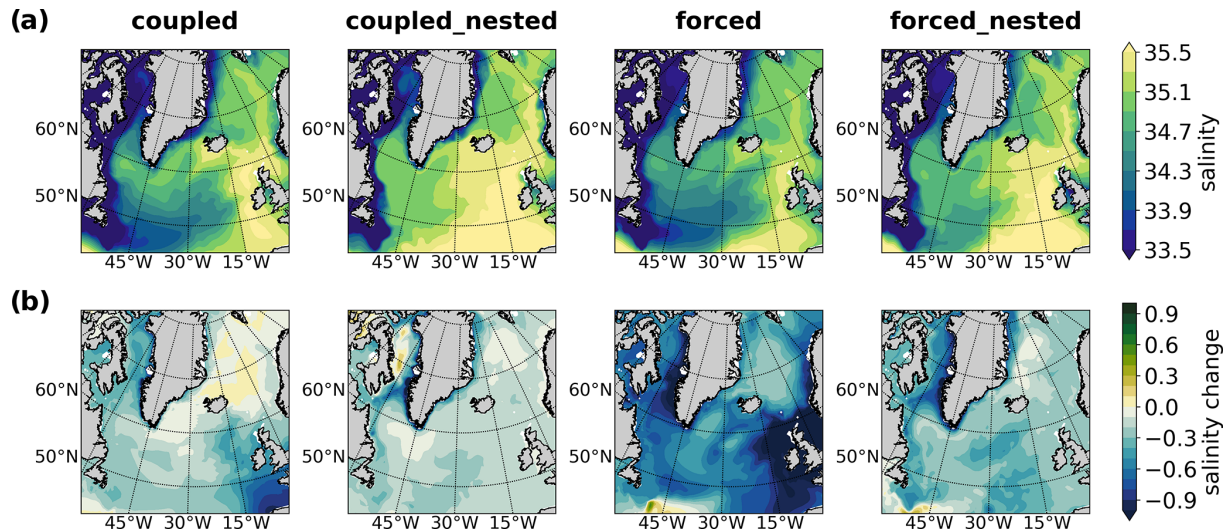 (a) coupled coupled_nested forced forced_nested
60°N 60°N 60°N 60°N
50°N 50°N 50°N 50°N
45°W 30°W 15°W 45°W 30°W 15°W 45°W 30°W 15°W 45°W 30°W 15°W
35.5
35.1
34.7
34.3
33.9
33.5
salinity
(b)
60°N 60°N 60°N 60°N
50°N 50°N 50°N 50°N
45°W 30°W 15°W 45°W 30°W 15°W 45°W 30°W 15°W 45°W 30°W 15°W
0.9
0.6
0.3
0.0
−0.3
−0.6
−0.9
salinity change